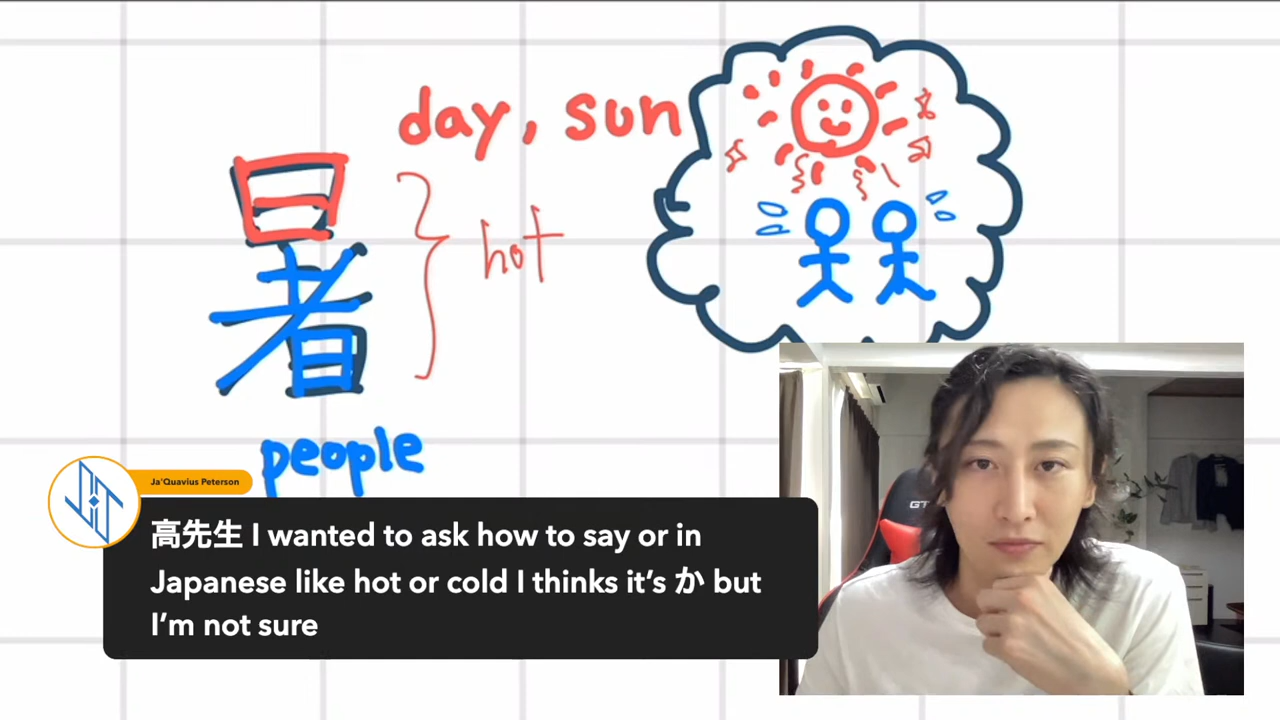 day, sun
暑
hot
people
Ja'Quavius Peterson
高先生 I wanted to ask how to say or in
Japanese like hot or cold I thinks it's か but
I'm not sure
GT